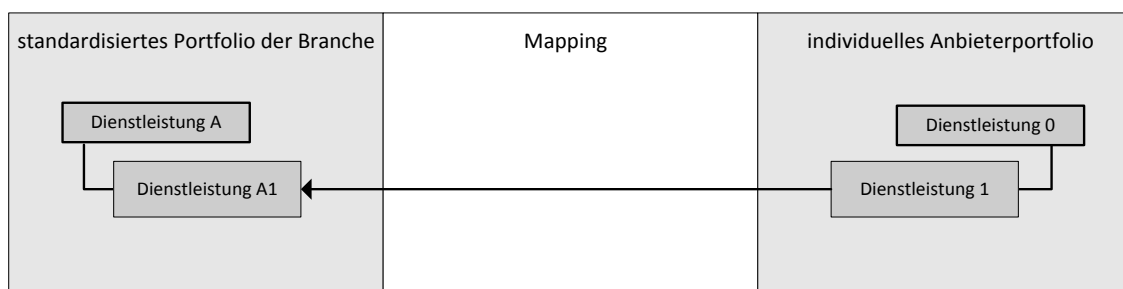 standardisiertes Portfolio der Branche
Mapping
individuelles Anbieterportfolio
Dienstleistung A
Dienstleistung 0
Dienstleistung A1
Dienstleistung 1